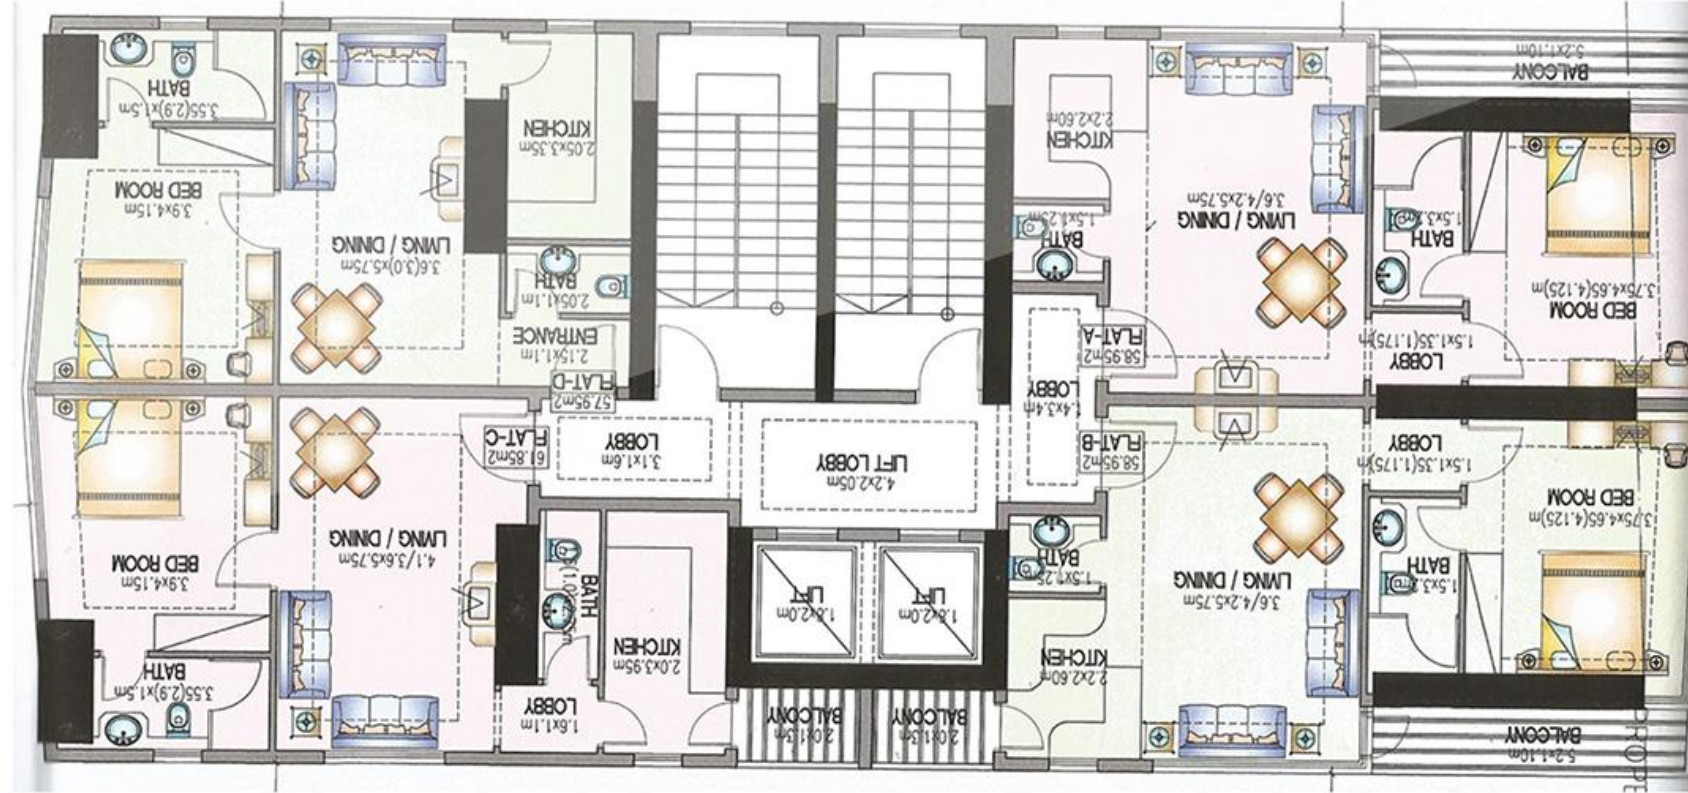 BALCONY
5.2x1.10m
BATH
3.55(2.9)x1.5m
KITCHEN
2.05x3.35m
KITCHEN
2.2x2.60m
BED ROOM
3.9x4.15m
LIVING / DINING
3.6(3.0)x5.75m
LIVING / DINING
3.6/4.2x5.75m
BATH
1.5x1.25m
BATH
BATH
2.05x1.1m
BED ROOM
3.75x4.65(4.125)m
ENTRANCE
2.15x1.1m
FLAT-A
58.95m2
LOBBY
1.5x1.35(1.175)m
FLAT-D
57.95m2
LOBBY
1.4x3.4m
FLAT-C
61.85m2
LOBBY
3.1x1.6m
LIFT LOBBY
4.2x2.05m
FLAT-B
58.95m2
LOBBY
1.5x1.35(1.175)m
BED ROOM
3.75x4.65(4.125)m
LIVING / DINING
4.1/3.6x5.75m
BED ROOM
3.9x4.15m
BATH
LIFT
1.8x2.0m
LIFT
1.8x2.0m
BATH
1.5x1.25m
LIVING / DINING
3.6/4.2x5.75m
BATH
KITCHEN
2.0x3.95m
KITCHEN
2.2x2.60m
BATH
3.55(2.9)x1.5m
LOBBY
1.6x1.1m
BALCONY
2.0x1.3m
BALCONY
2.0x1.3m
BALCONY
5.2x1.10m